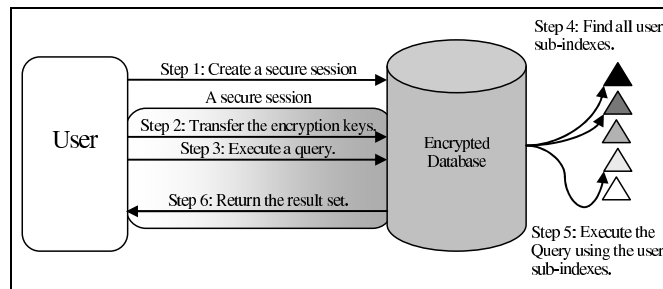 Step 4: Find all user
sub-indexes.
Step 1: Create a secure session
A secure session
User
Step 2: Transfer the encryption keys.
Step 3: Execute a query.
Encrypted
Database
Step 6: Return the result set.
Step 5: Execute the
Query using the user
sub-indexes.